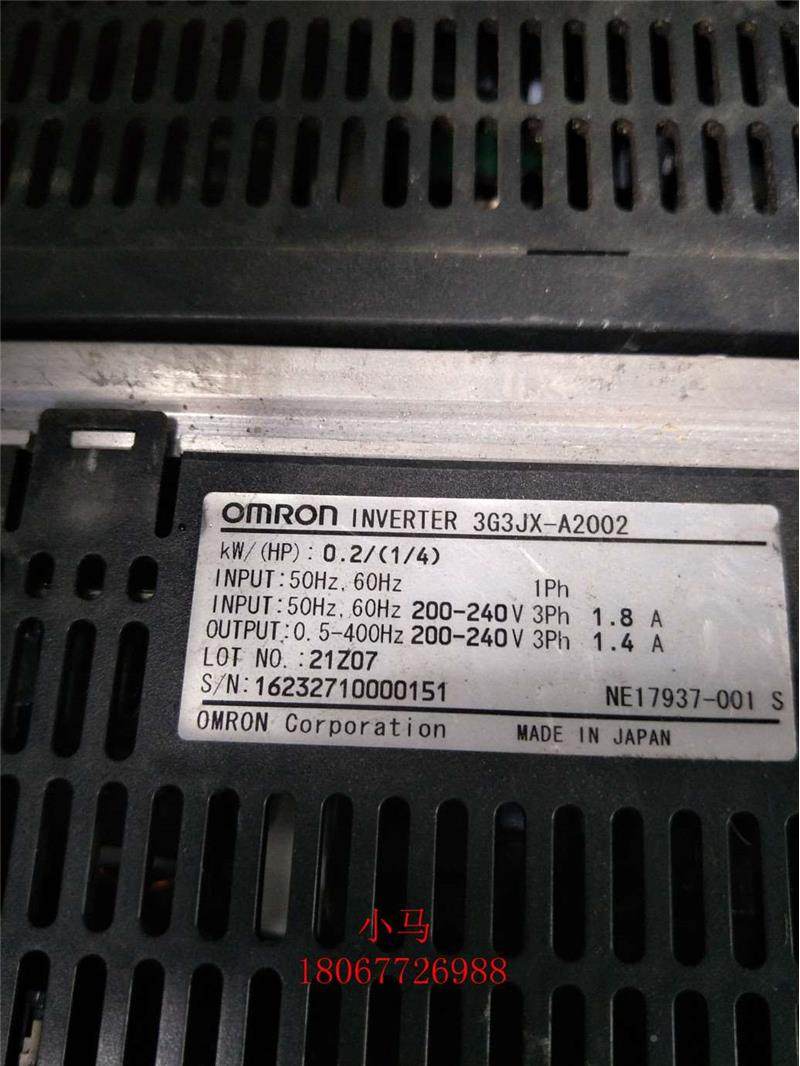 OMRON INVERTER 3G3JX-A2002
kW/(HP): 0.2/(1/4)
INPUT:50Hz,60Hz 1Ph
INPUT:50Hz,60Hz 200-240V 3Ph 1.8 A
OUTPUT:0.5-400Hz 200-240V 3Ph 1.4 A
LOT NO.:21Z07
S/N:16232710000151 NE17937-001 S
OMRON Corporation MADE IN JAPAN
小马
18067726988